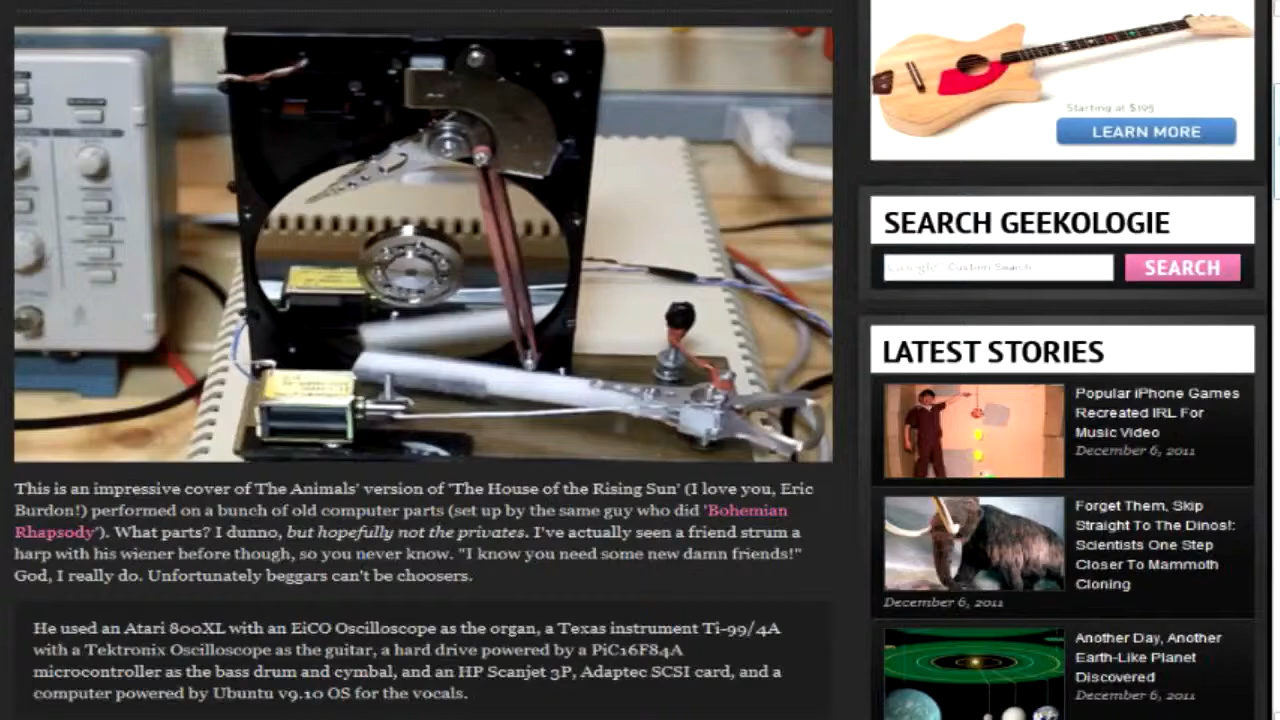 This is an impressive cover of The Animals' version of 'The House of the Rising Sun' (I love you, Eric
Burdon!) performed on a bunch of old computer parts (set up by the same guy who did 'Bohemian
Rhapsody'). What parts? I dunno, but hopefully not the privates. I've actually seen a friend strum a
harp with his wiener before though, so you never know. "I know you need some new damn friends!"
God, I really do. Unfortunately beggars can't be choosers.
He used an Atari 800XL with an EiCO Oscilloscope as the organ, a Texas instrument Ti-99/4A
with a Tektronix Oscilloscope as the guitar, a hard drive powered by a PiC16F84A
microcontroller as the bass drum and cymbal, and an HP Scanjet 3P, Adaptec SCSI card, and a
computer powered by Ubuntu v9.10 OS for the vocals.
Starting at $195
LEARN MORE
SEARCH GEEKOLOGIE
Google Custom Search
SEARCH
LATEST STORIES
Popular iPhone Games
Recreated IRL For
Music Video
December 6, 2011
Forget Them, Skip
Straight To The Dinos!:
Scientists One Step
Closer To Mammoth
Cloning
December 6, 2011
Another Day, Another
Earth-Like Planet
Discovered
December 6, 2011